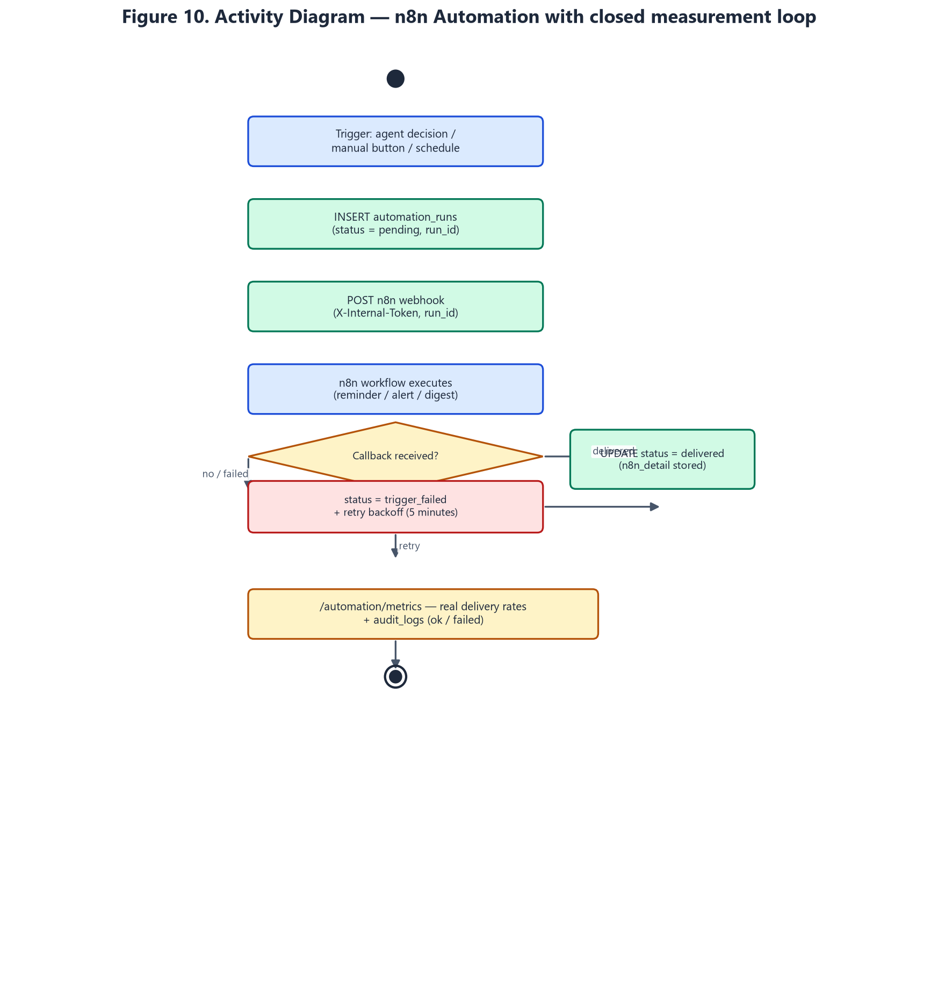 Figure 10. Activity Diagram — n8n Automation with closed measurement loop
Trigger: agent decision /
manual button / schedule
INSERT automation_runs
(status = pending, run_id)
POST n8n webhook
(X-Internal-Token, run_id)
n8n workflow executes
(reminder / alert / digest)
Callback received?
delivered
UPDATE status = delivered
(n8n_detail stored)
no / failed
status = trigger_failed
+ retry backoff (5 minutes)
retry
/automation/metrics — real delivery rates
+ audit_logs (ok / failed)